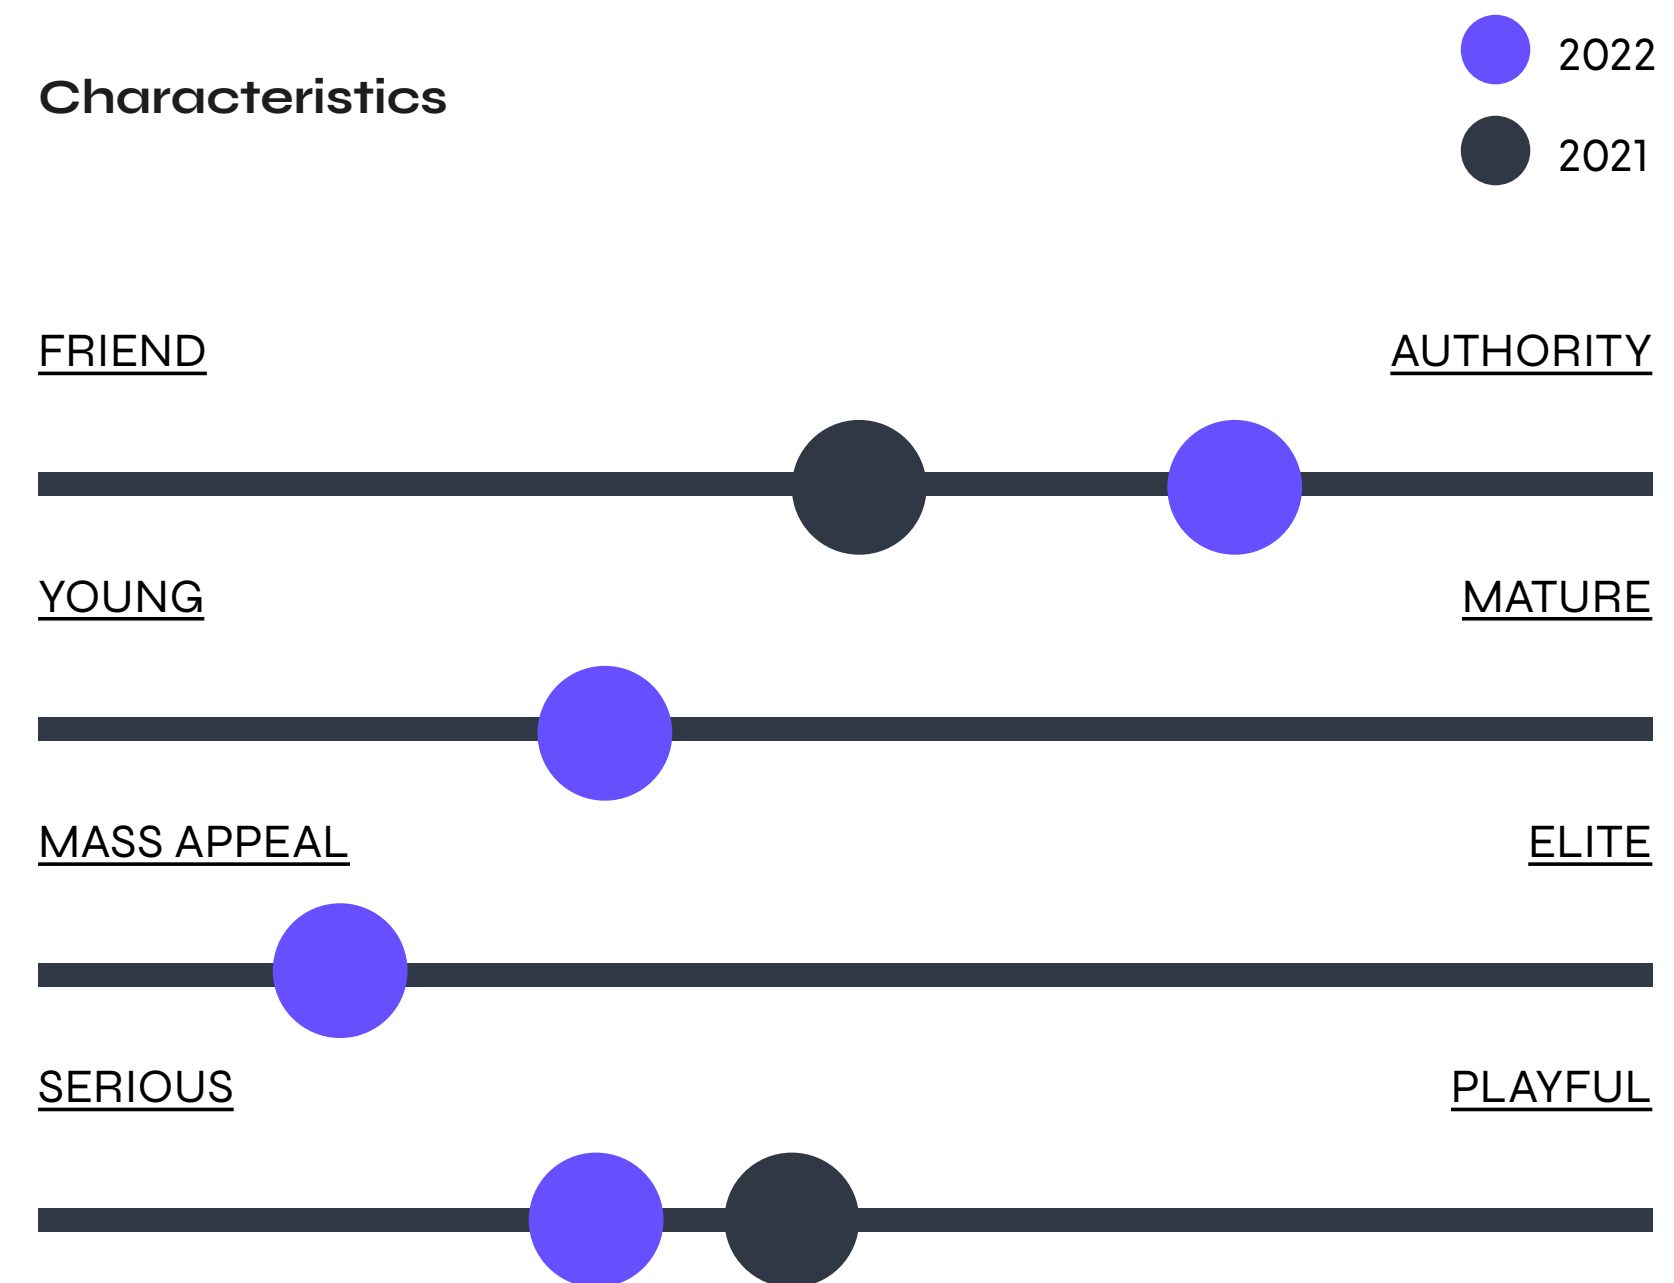 Characteristics
2022
2021
FRIEND
AUTHORITY
YOUNG
MATURE
MASS APPEAL
ELITE
SERIOUS
PLAYFUL